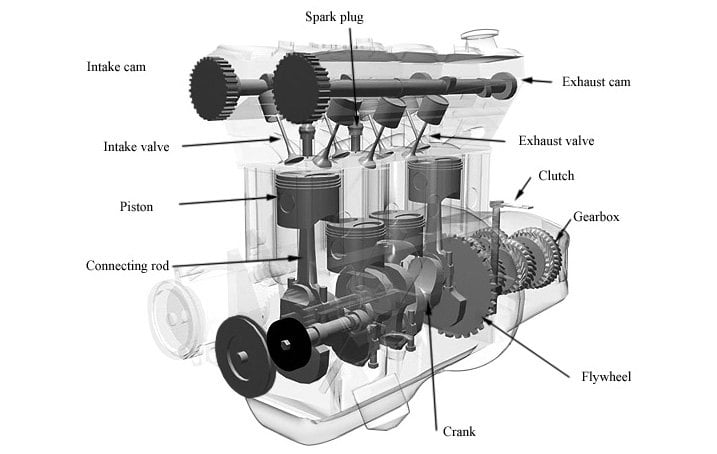 Spark plug
Intake cam
Exhaust cam
Intake valve
Exhaust valve
Clutch
Piston
Gearbox
Connecting rod
Flywheel
Crank